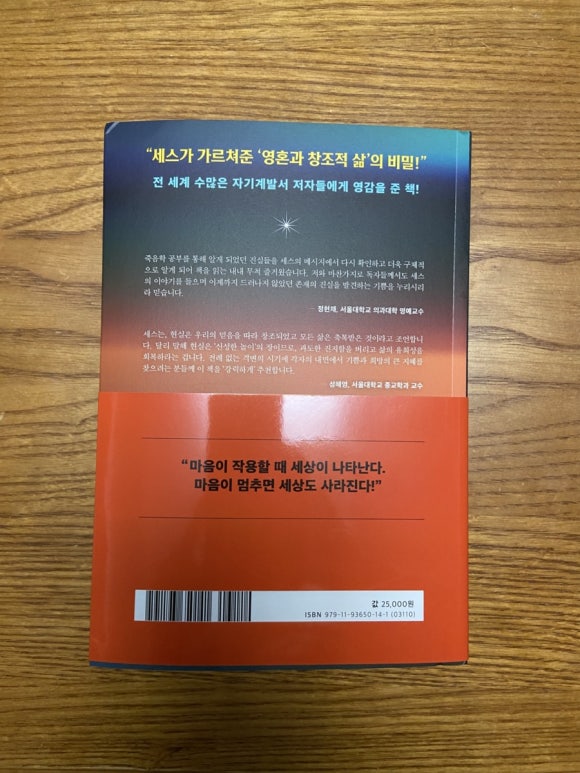 “세스가 가르쳐준 ‘영혼과 창조적 삶’의 비밀!”
전 세계 수많은 자기계발서 저자들에게 영감을 준 책!
죽음학 공부를 통해 알게 되었던 진실들을 세스의 메시지에서 다시 확인하고 더욱 구체적
으로 알게 되어 책을 읽는 내내 무척 즐거웠습니다. 저와 마찬가지로 독자들께서도 세스
의 이야기를 들으며 이제까지 드러나지 않았던 존재의 진실을 발견하는 기쁨을 누리시리
라 믿습니다.
정현채, 서울대학교 의과대학 명예교수
세스는, 현실은 우리의 믿음을 따라 창조되었고 모든 삶은 축복받은 것이라고 조언합니
다. 달리 말해 현실은 ‘신성한 놀이’의 장이므로, 과도한 진지함을 버리고 삶의 유희성을
회복하라는 겁니다. 전례 없는 격변의 시기에 각자의 내면에서 기쁨과 희망의 큰 지혜를
찾으려는 분들께 이 책을 ‘강력하게’ 추천합니다.
성해영, 서울대학교 종교학과 교수
“마음이 작용할 때 세상이 나타난다.
마음이 멈추면 세상도 사라진다!”
값 25,000원
ISBN 979-11-93650-14-1 (03110)